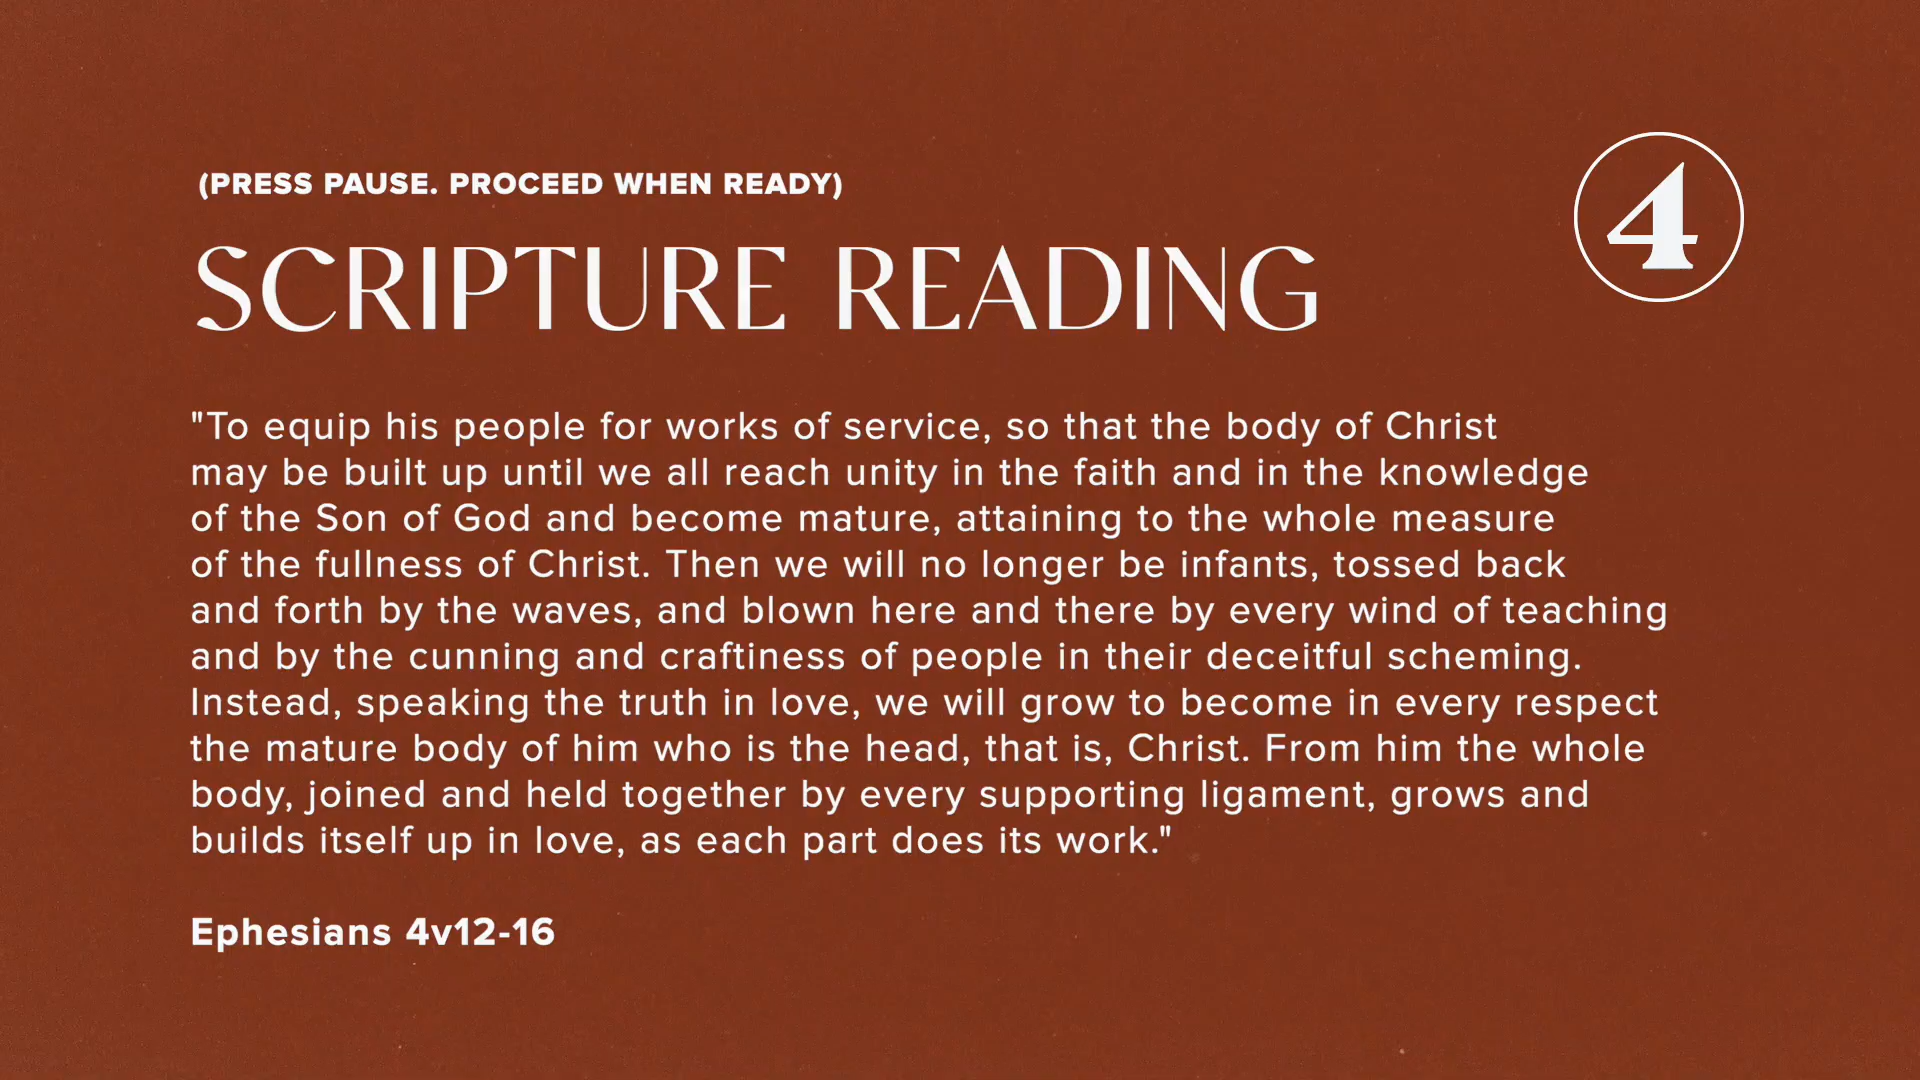 (PRESS PAUSE. PROCEED WHEN READY)
4
SCRIPTURE READING
"To equip his people for works of service, so that the body of Christ
may be built up until we all reach unity in the faith and in the knowledge
of the Son of God and become mature, attaining to the whole measure
of the fullness of Christ. Then we will no longer be infants, tossed back
and forth by the waves, and blown here and there by every wind of teaching
and by the cunning and craftiness of people in their deceitful scheming.
Instead, speaking the truth in love, we will grow to become in every respect
the mature body of him who is the head, that is, Christ. From him the whole
body, joined and held together by every supporting ligament, grows and
builds itself up in love, as each part does its work."
Ephesians 4v12-16